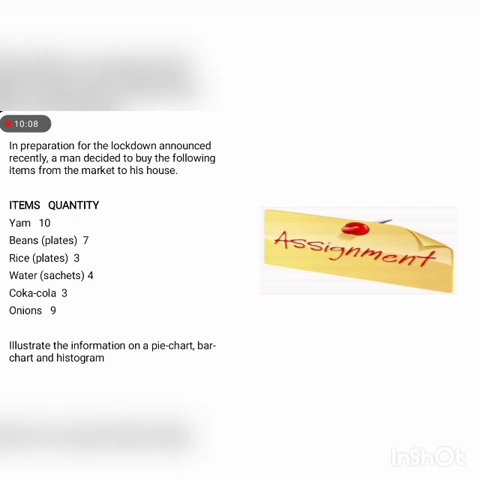 10:08
In preparation for the lockdown announced
recently, a man decided to buy the following
items from the market to his house.
ITEMS QUANTITY
Yam 10
Beans (plates) 7
Rice (plates) 3
Water (sachets) 4
Coka-cola 3
Onions 9
Illustrate the information on a pie-chart, bar-
chart and histogram
Assignment
InShOt